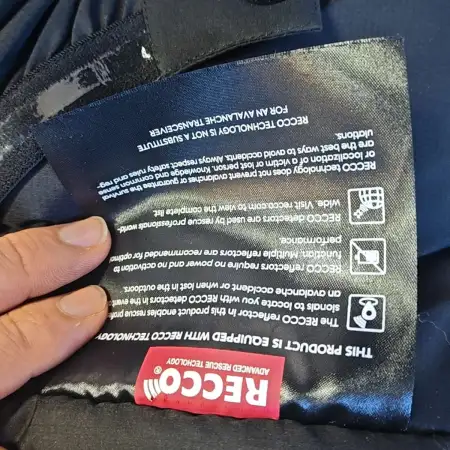 RECCO®
ADVANCED RESCUE TECHOLOGY
THIS PRODUCT IS EQUIPPED WITH RECCO TECHNOLOGY
The RECCO reflector in this product enables rescue
sionals to locate you with RECCO detectors in the event
an avalanche accident or when lost in the outdoors.
RECCO reflectors require no power and no activation to
function. Multiple reflectors are recommended for optima
performance.
RECCO detectors are used by rescue professionals world-
wide. Visit recco.com to view the complete list.
RECCO technology does not prevent avalanches or guarantee the survival
or localization of a victim or lost person. Knowledge, common sense
are the best ways to avoid accidents. Always respect safety rules and reg-
ulations.
RECCO TECHNOLOGY IS NOT A SUBSTITUTE
FOR AN AVALANCHE TRANSCEIVER